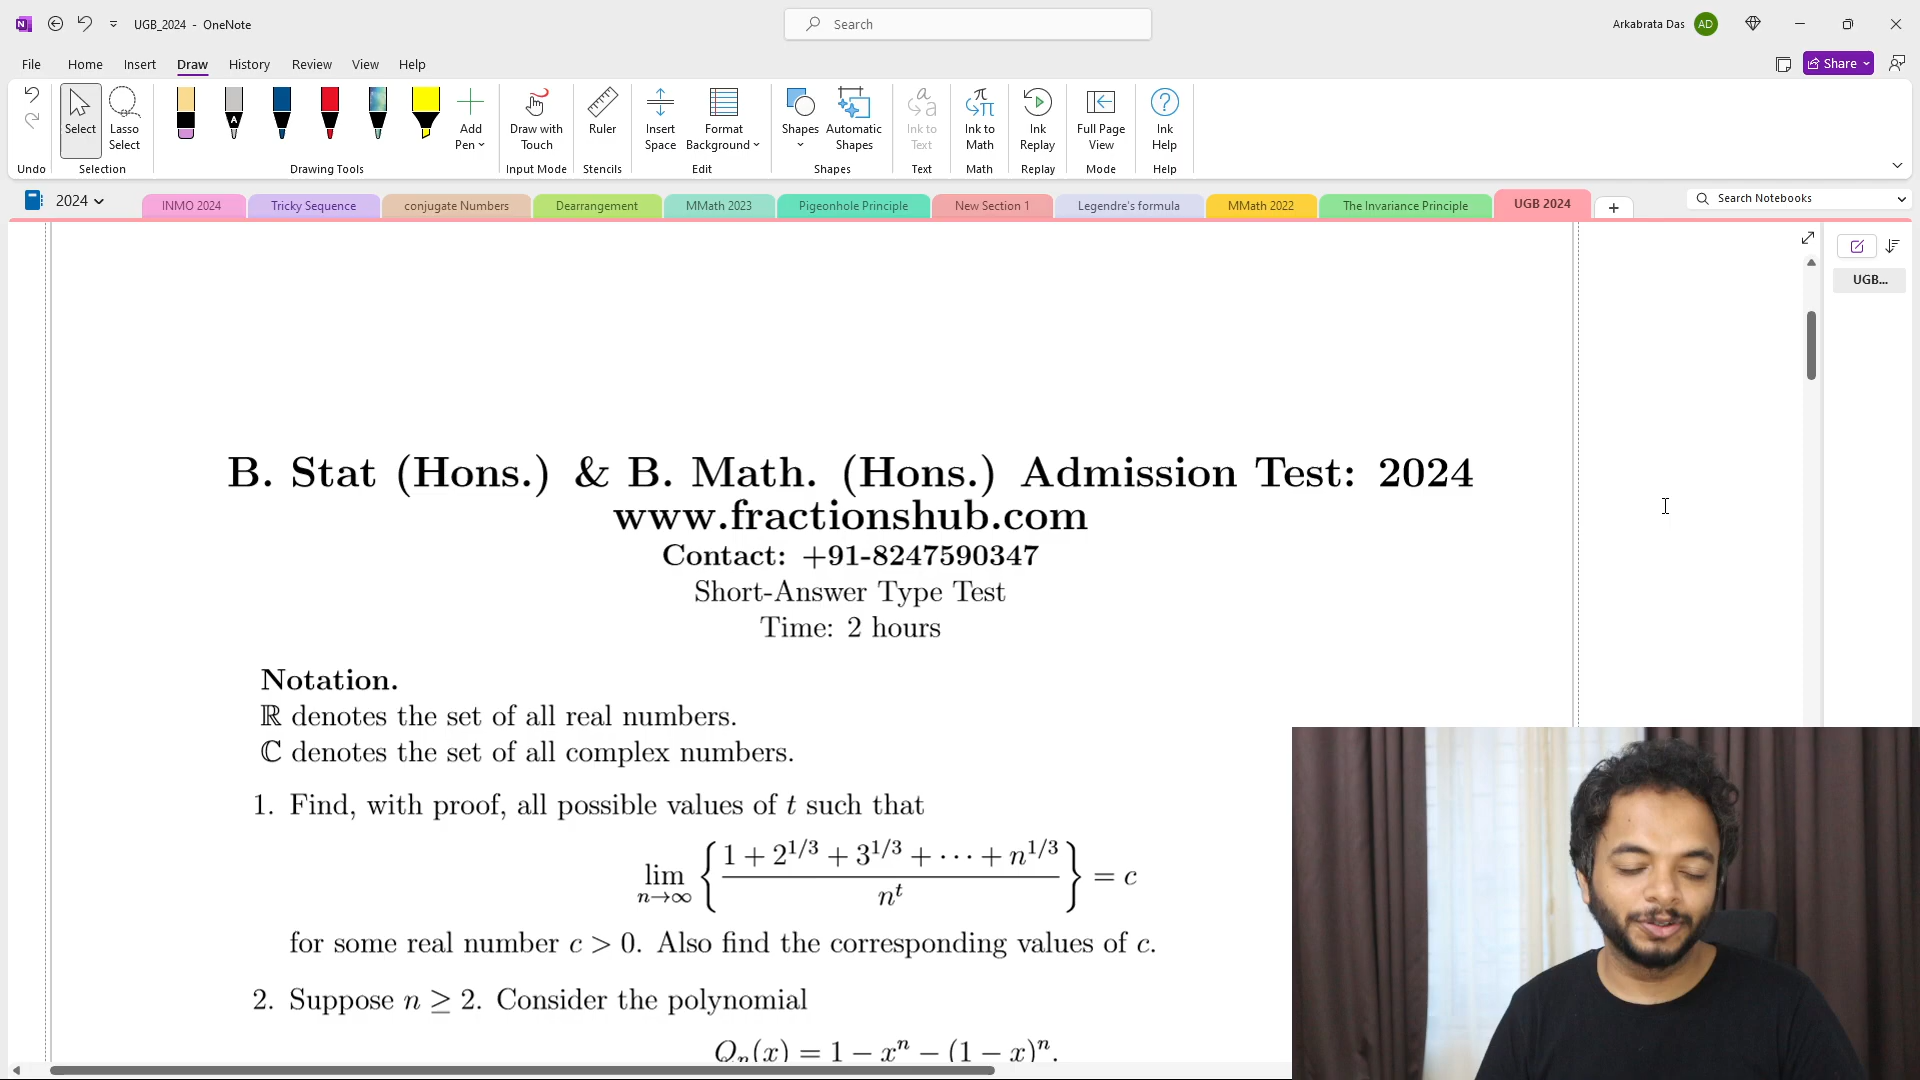 UGB_2024 - OneNote
Search
Arkabrata Das AD
File Home Insert Draw History Review View Help
Share
Select
Lasso Select
Add Pen
Draw with Touch
Ruler
Insert Space
Format Background
Shapes
Automatic Shapes
Ink to Text
Ink to Math
Ink Replay
Full Page View
Ink Help
Undo Selection Drawing Tools Input Mode Stencils Edit Shapes Text Math Replay Mode Help
2024 INMO 2024 Tricky Sequence conjugate Numbers Dearrangement MMath 2023 Pigeonhole Principle New Section 1 Legendre's formula MMath 2022 The Invariance Principle UGB 2024 + Search Notebooks
UGB...
B. Stat (Hons.) & B. Math. (Hons.) Admission Test: 2024
www.fractionshub.com
Contact: +91-8247590347
Short-Answer Type Test
Time: 2 hours
Notation.
ℝ denotes the set of all real numbers.
ℂ denotes the set of all complex numbers.
1. Find, with proof, all possible values of t such that
lim n→∞ { (1 + 2^{1/3} + 3^{1/3} + ⋯ + n^{1/3}) / n^t } = c
for some real number c > 0. Also find the corresponding values of c.
2. Suppose n ≥ 2. Consider the polynomial
Q_n(x) = 1 − x^n − (1 − x)^n.